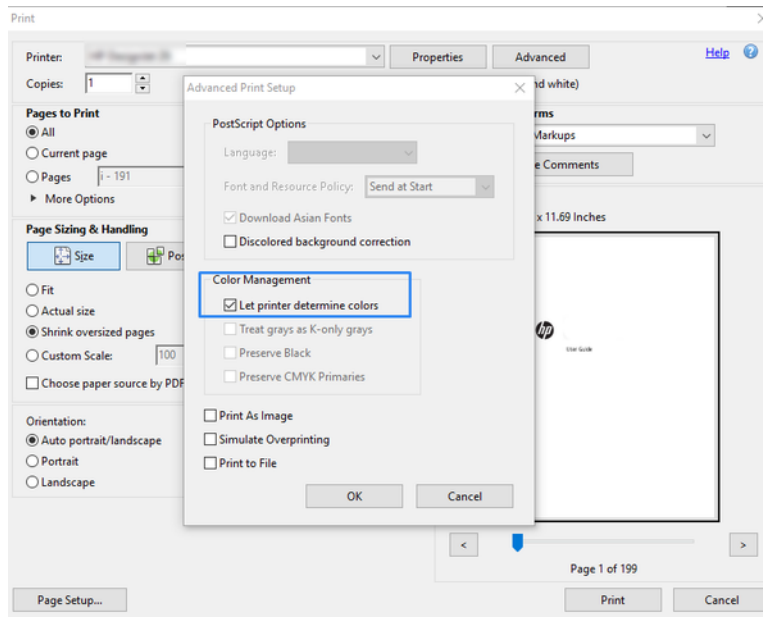 Print
Printer: Properties Advanced Help
Copies: 1 nd white)
Advanced Print Setup
Pages to Print
All
Current page
Pages i - 191
More Options
Page Sizing & Handling
Size Pos
Fit
Actual size
Shrink oversized pages
Custom Scale: 100
Choose paper source by PDF
Orientation:
Auto portrait/landscape
Portrait
Landscape
PostScript Options
Language:
Font and Resource Policy: Send at Start
Download Asian Fonts
Discolored background correction
Color Management
Let printer determine colors
Treat grays as K-only grays
Preserve Black
Preserve CMYK Primaries
Print As Image
Simulate Overprinting
Print to File
OK Cancel
rms
Markups
e Comments
x 11.69 Inches
hp
User Guide
< >
Page 1 of 199
Page Setup... Print Cancel